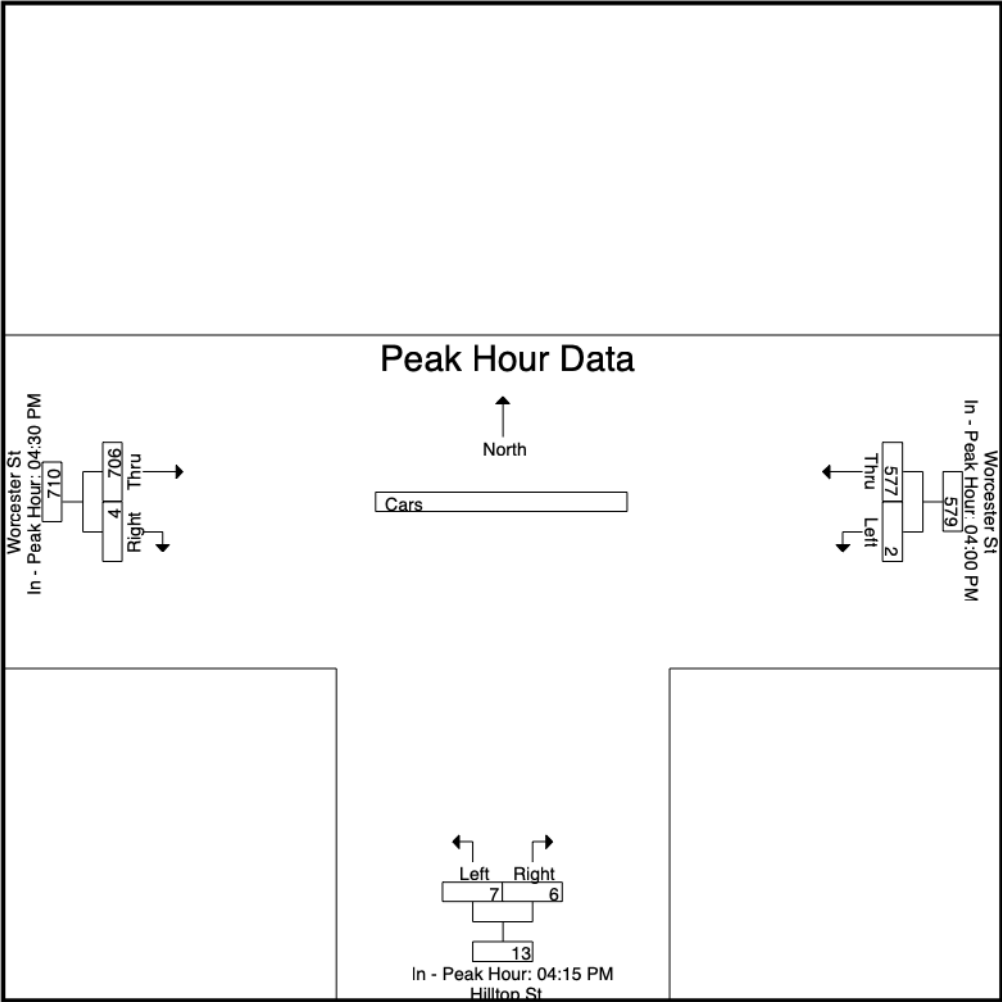 Peak Hour Data
North
Cars
Worcester St
In - Peak Hour: 04:30 PM
710
706
4
Thru
Right
Worcester St
In - Peak Hour: 04:00 PM
579
577
2
Thru
Left
Left Right
7 6
13
In - Peak Hour: 04:15 PM
Hilltop St